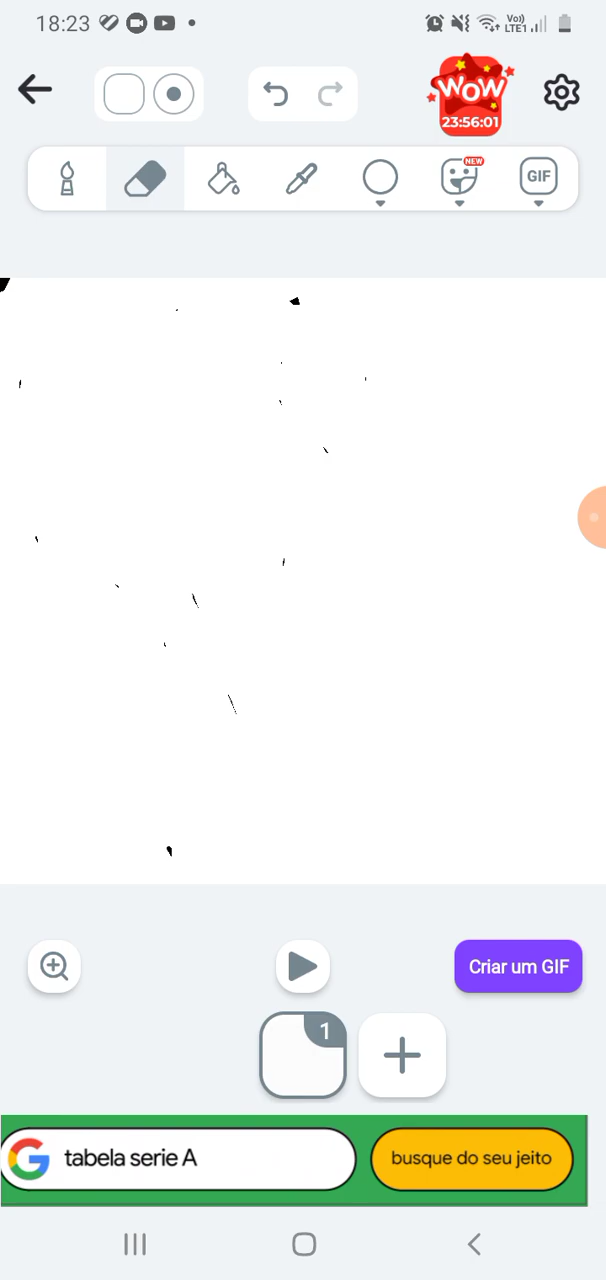 18:23
Vo))
LTE1
WOW
23:56:01
NEW
GIF
Criar um GIF
1
tabela serie A
busque do seu jeito